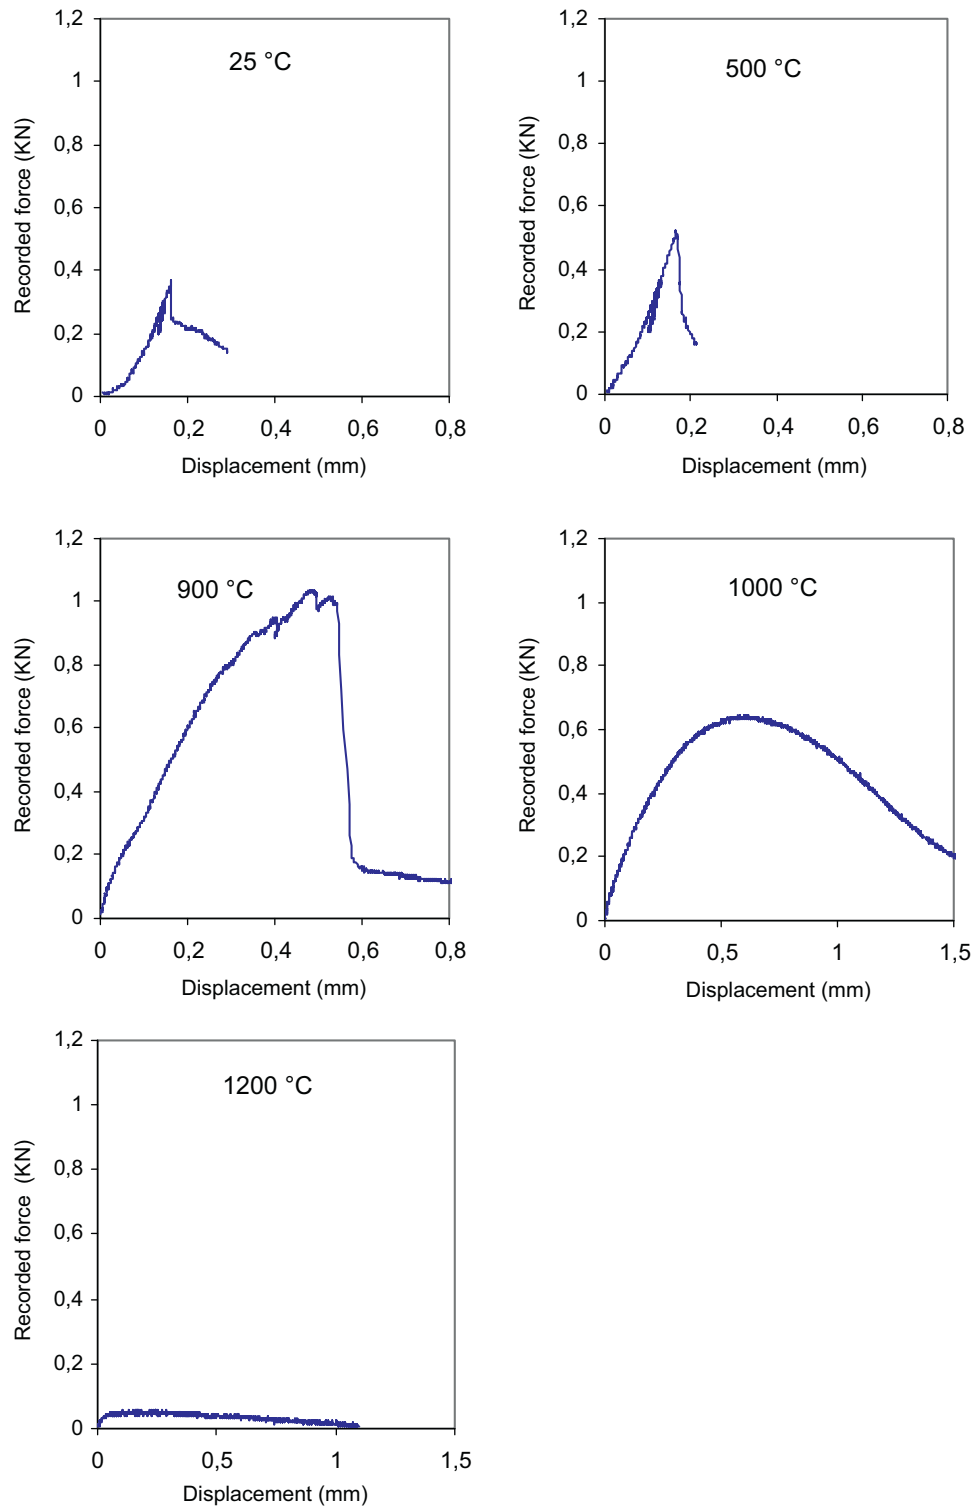 25 °C
Recorded force (KN)
1,2
1
0,8
0,6
0,4
0,2
0
0 0,2 0,4 0,6 0,8
Displacement (mm)
500 °C
Recorded force (KN)
1,2
1
0,8
0,6
0,4
0,2
0
0 0,2 0,4 0,6 0,8
Displacement (mm)
900 °C
Recorded force (KN)
1,2
1
0,8
0,6
0,4
0,2
0
0 0,2 0,4 0,6 0,8
Displacement (mm)
1000 °C
Recorded force (KN)
1,2
1
0,8
0,6
0,4
0,2
0
0 0,5 1 1,5
Displacement (mm)
1200 °C
Recorded force (KN)
1,2
1
0,8
0,6
0,4
0,2
0
0 0,5 1 1,5
Displacement (mm)